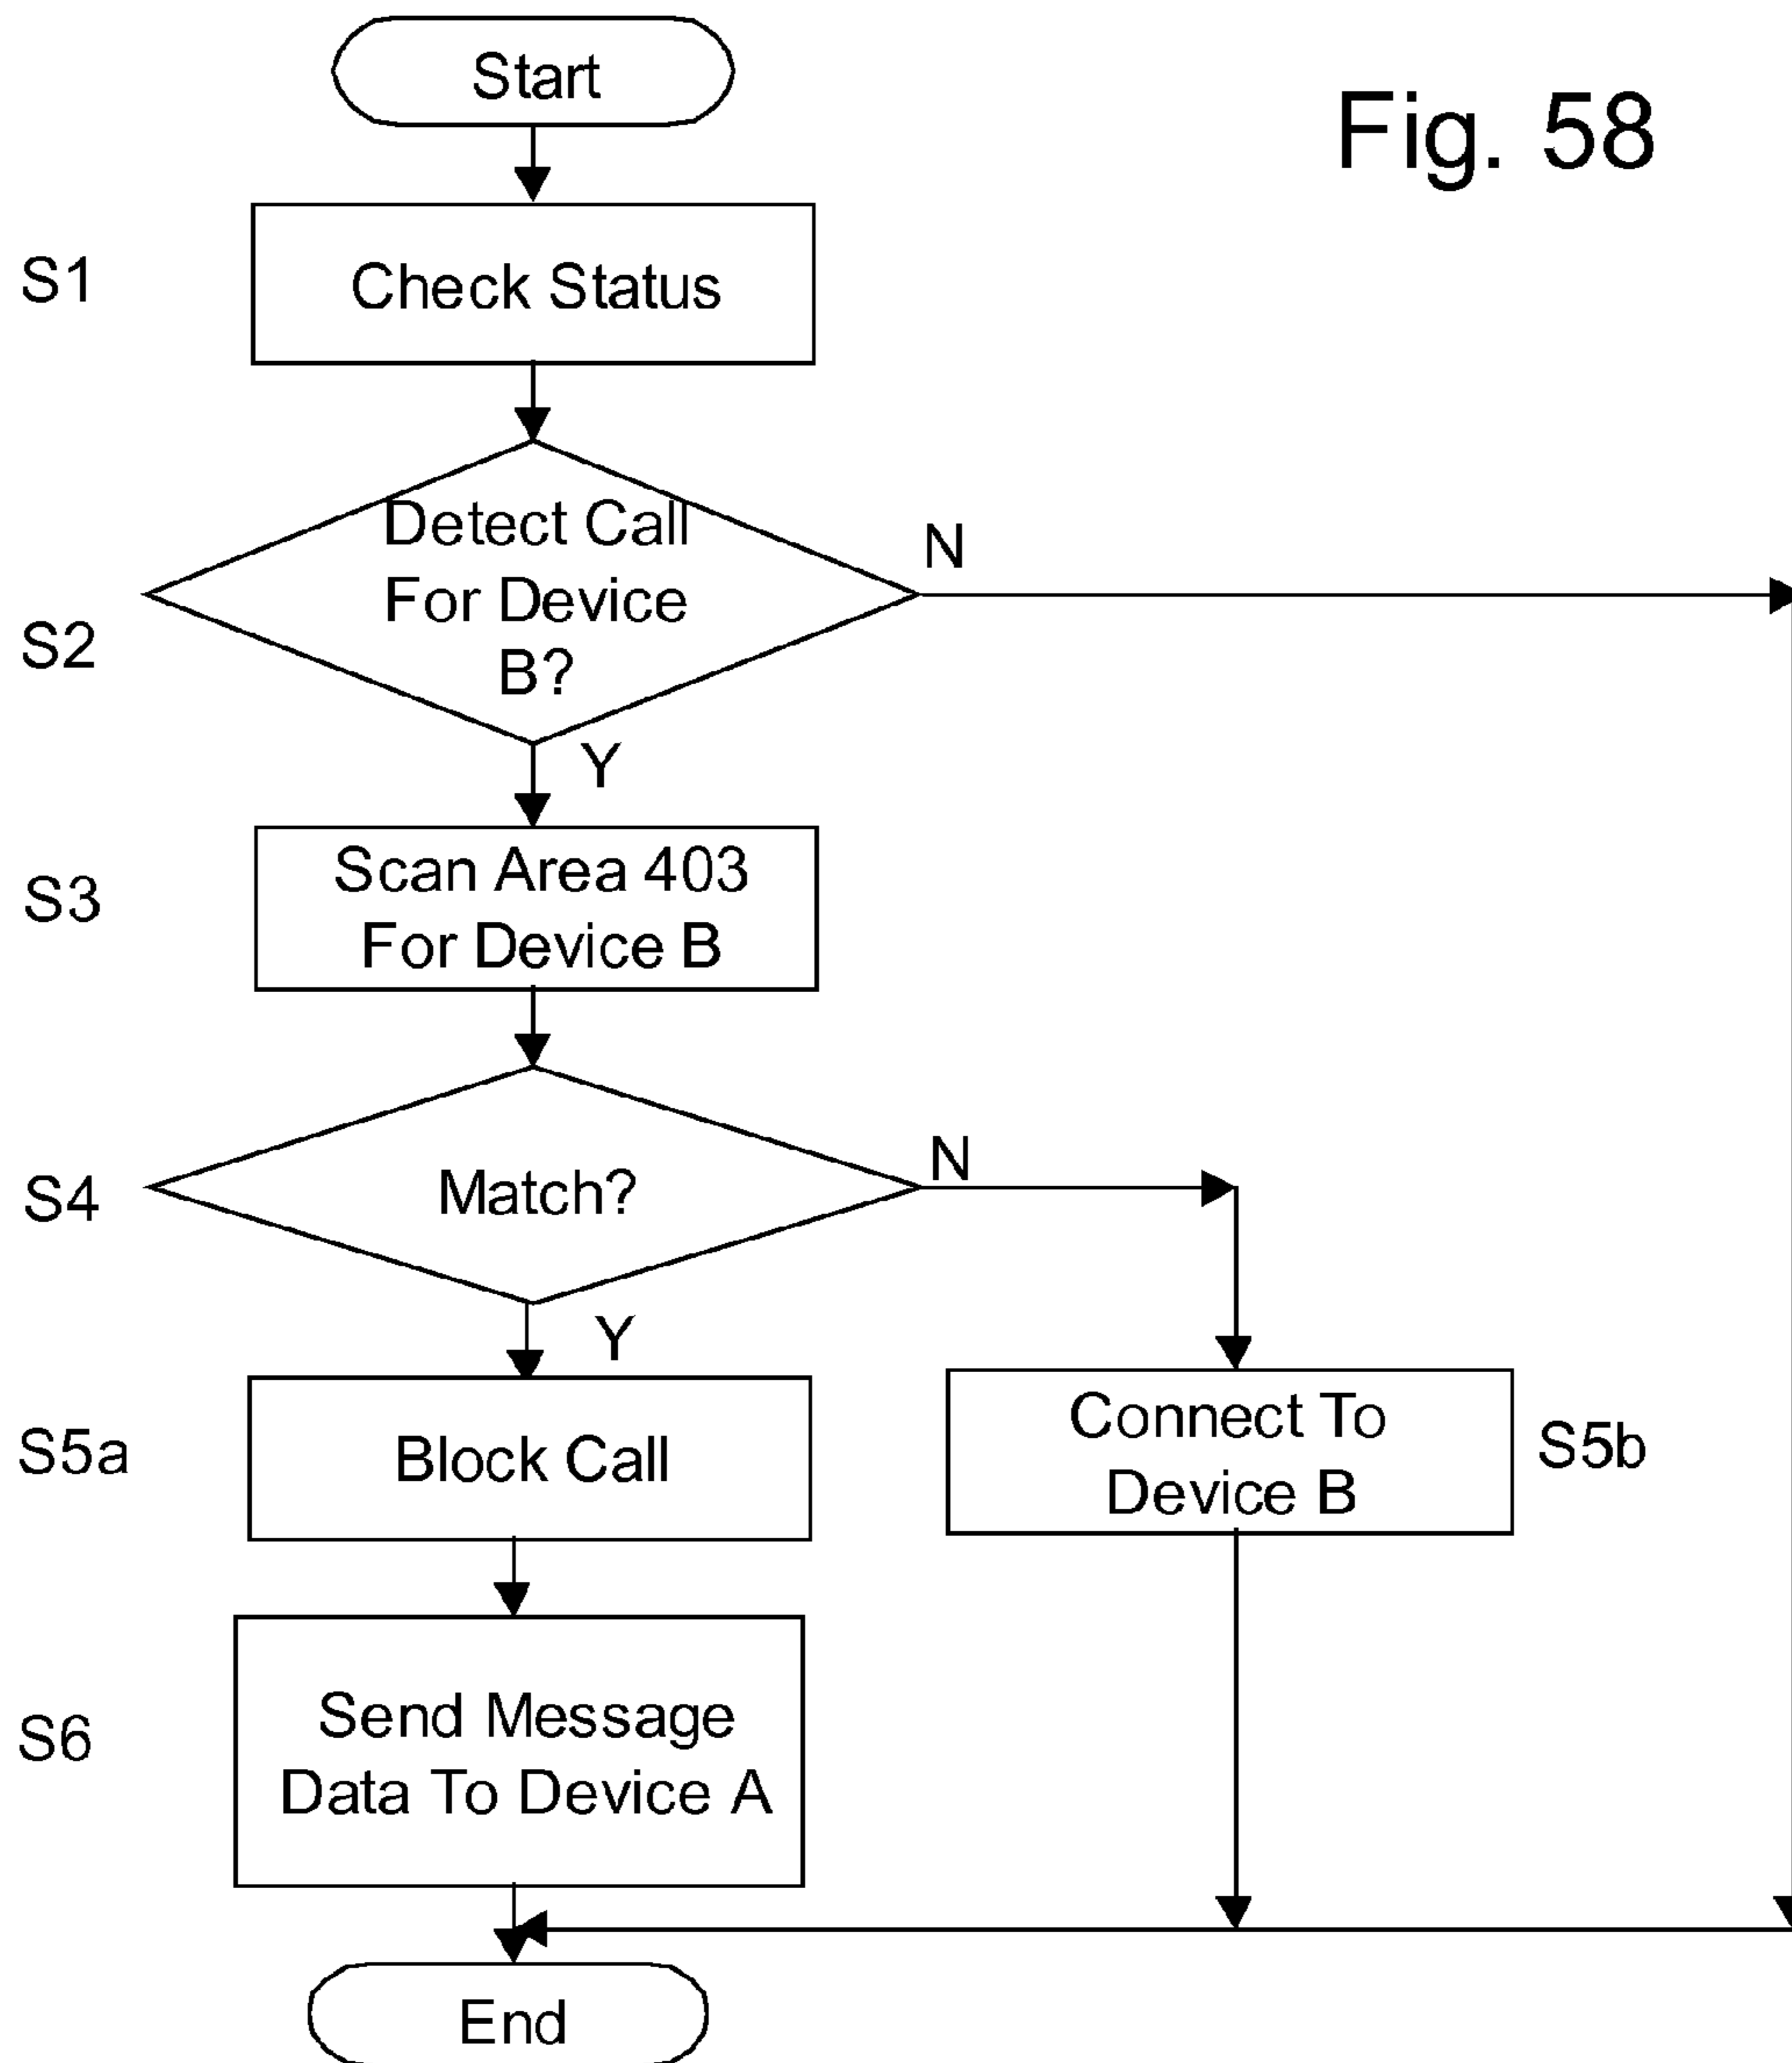 Start
Fig. 58
S1
Check Status
Detect Call
For Device
B?
N
S2
Y
S3
Scan Area 403
For Device B
S4
Match?
N
Y
S5a
Block Call
Connect To
Device B
S5b
S6
Send Message
Data To Device A
End